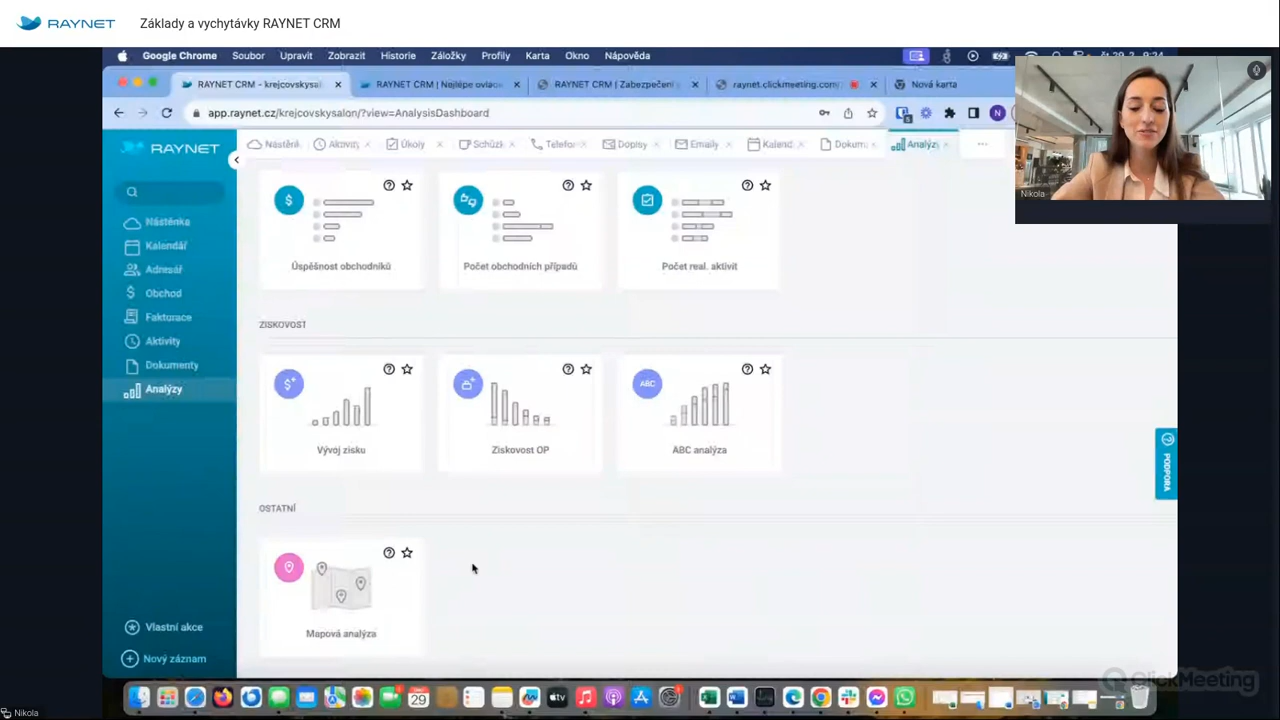 RAYNET
Základy a vychytávky RAYNET CRM
Google Chrome Soubor Upravit Zobrazit Historie Záložky Profily Karta Okno Nápověda
RAYNET CRM - krejcovskysal
RAYNET CRM | Nejlépe ovlád
RAYNET CRM | Zabezpečení
raynet.clickmeeting.com
Nová karta
app.raynet.cz/krejcovskysalon/?view=AnalysisDashboard
N
RAYNET
Nástěnk
Úkoly
Schůzk
Telefon
Dopisy
Emaily
Kalend
Dokum
Analýz
Nástěnka
Kalendář
Adresář
Obchod
Fakturace
Aktivity
Dokumenty
Analýzy
Vlastní akce
Nový záznam
Úspěšnost obchodníků
Počet obchodních případů
Počet real. aktivit
ZISKOVOST
ABC
Vývoj zisku
Ziskovost OP
ABC analýza
OSTATNÍ
Mapová analýza
PODPORA
Nikola
ClickMeeting
29
tv
Nikola